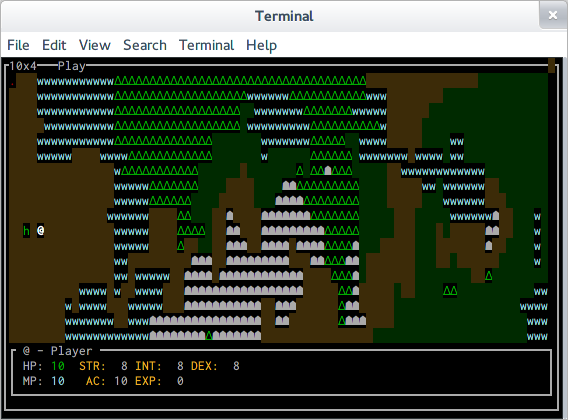 Terminal
File Edit View Search Terminal Help
10x4 Play
h @
@ - Player
HP: 10 STR: 8 INT: 8 DEX: 8
MP: 10 AC: 10 EXP: 0